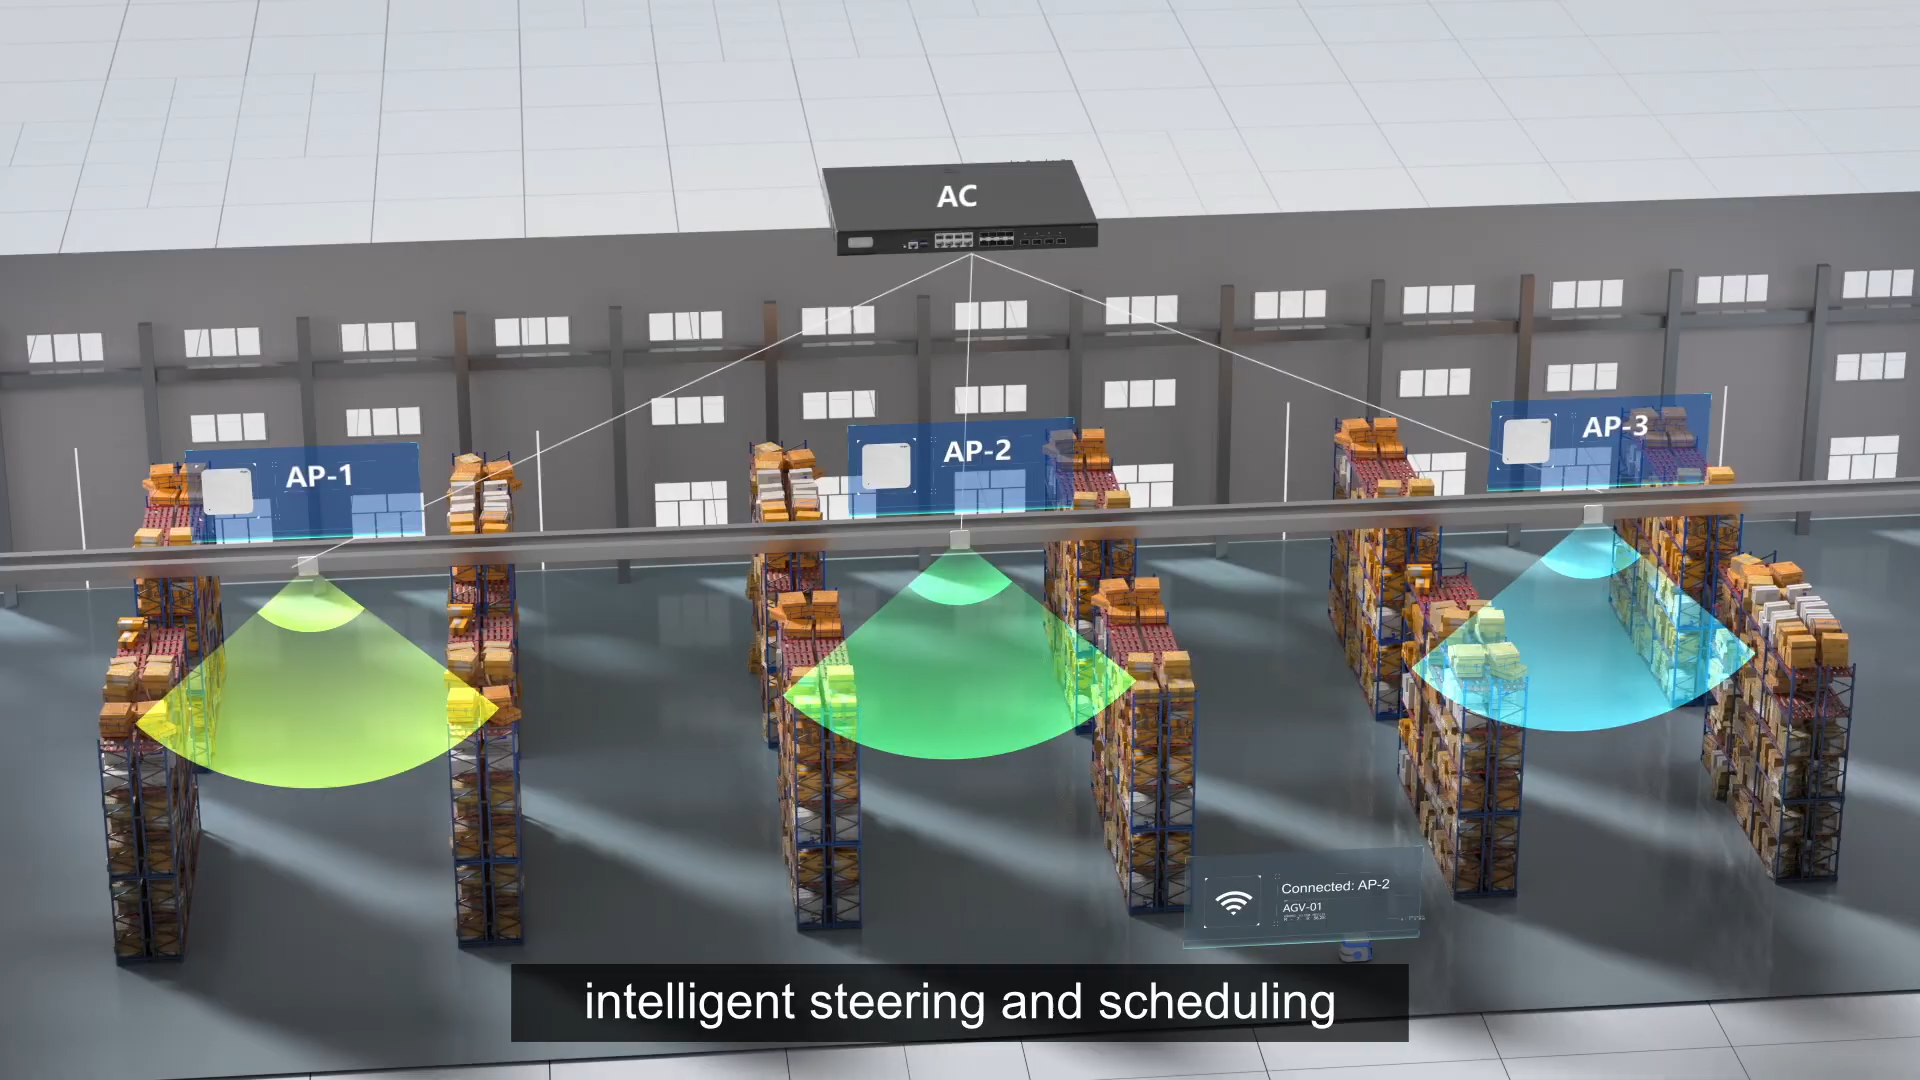 AC
AP-1
AP-2
AP-3
Connected: AP-2
AGV-01
intelligent steering and scheduling